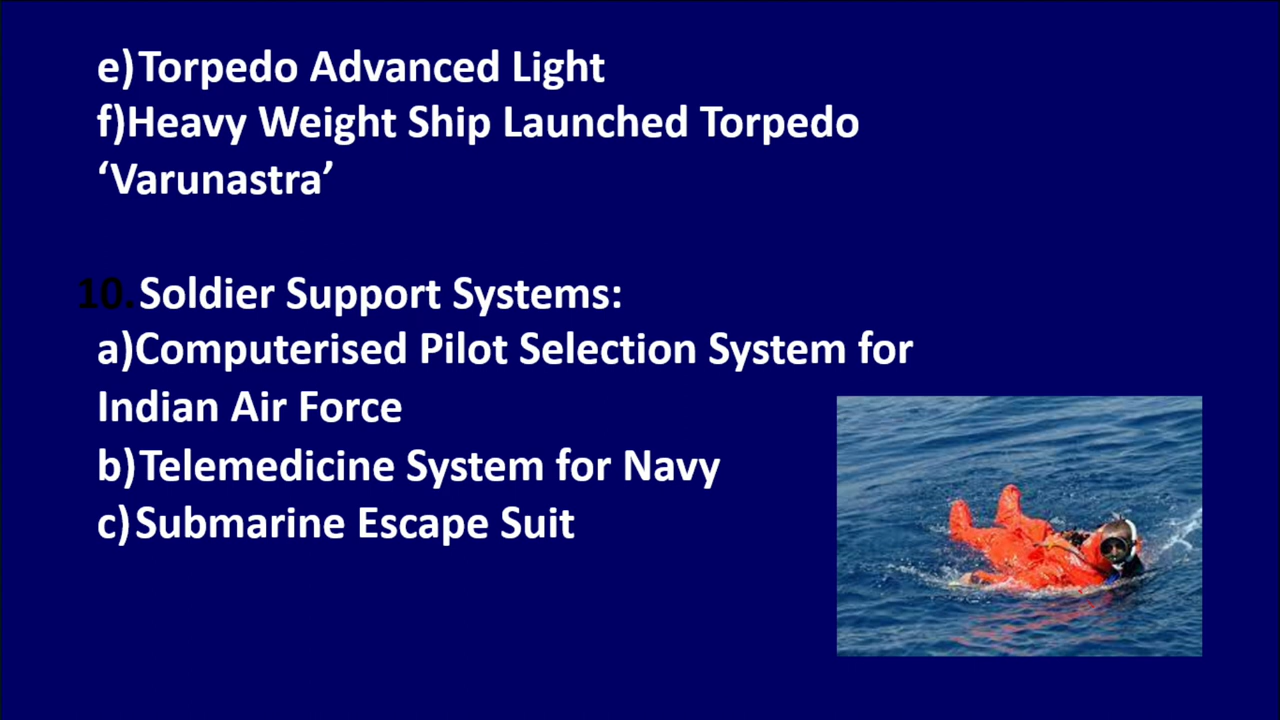 e)Torpedo Advanced Light
f)Heavy Weight Ship Launched Torpedo
‘Varunastra’
10. Soldier Support Systems:
a)Computerised Pilot Selection System for
Indian Air Force
b)Telemedicine System for Navy
c)Submarine Escape Suit